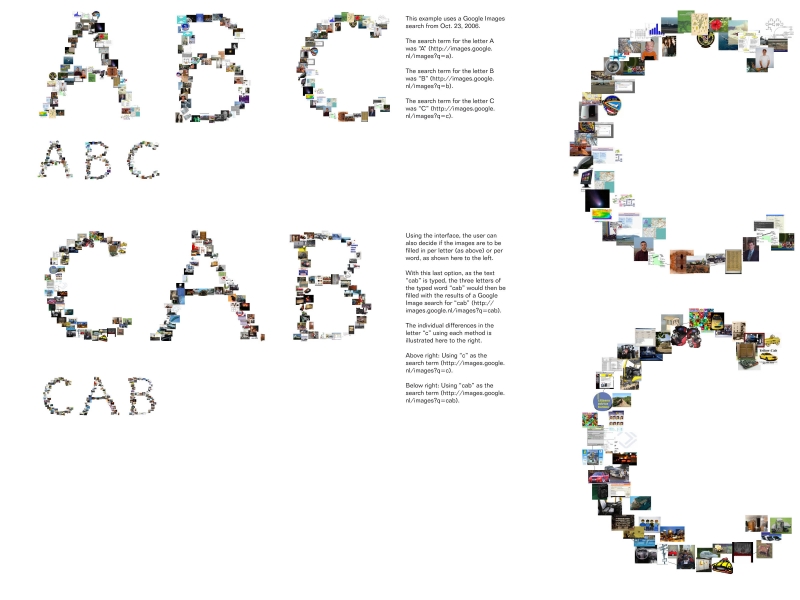 A B C
This example uses a Google Images
search from Oct. 23, 2006.
The search term for the letter A
was "A" (http://images.google.
nl/images?q=a).
The search term for the letter B
was "B" (http://images.google.
nl/images?q=b).
The search term for the letter C
was "C" (http://images.google.
nl/images?q=c).
A B C
C A B
Using the interface, the user can
also decide if the images are to be
filled in per letter (as above) or per
word, as shown here to the left.
With this last option, as the text
"cab" is typed, the three letters of
the typed word "cab" would then be
filled with the results of a Google
Image search for "cab" (http://
images.google.nl/images?q=cab).
The individual differences in the
letter "c" using each method is
illustrated here to the right.
Above right: Using "c" as the
search term (http://images.google.
nl/images?q=c).
Below right: Using "cab" as the
search term (http://images.google.
nl/images?q=cab).
C A B
C
C
Yellow Cab